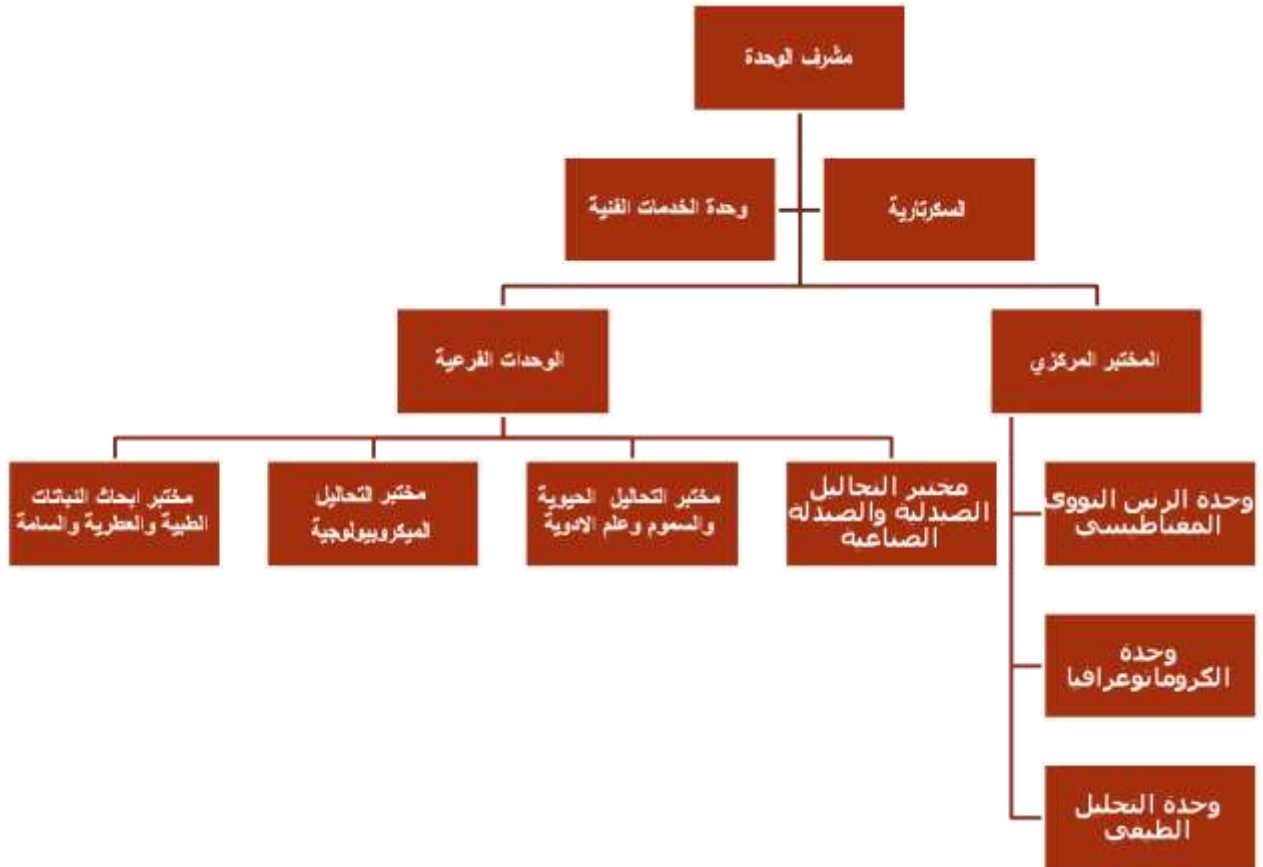 مشرف الوحدة
السكرتارية
وحدة الخدمات الفنية
المختبر المركزي
الوحدات الفرعية
وحدة الرنين النووى
المغناطيسى
وحدة
الكروماتوغرافيا
وحدة التحليل
الطيفى
مختبر التحاليل
الصيدلية والصيدلة
الصناعية
مختبر التحاليل الحيوية
والسموم وعلم الادوية
مختبر التحاليل
الميكروبيولوجية
مختبر ابحاث النباتات
الطبية والعطرية والسامة